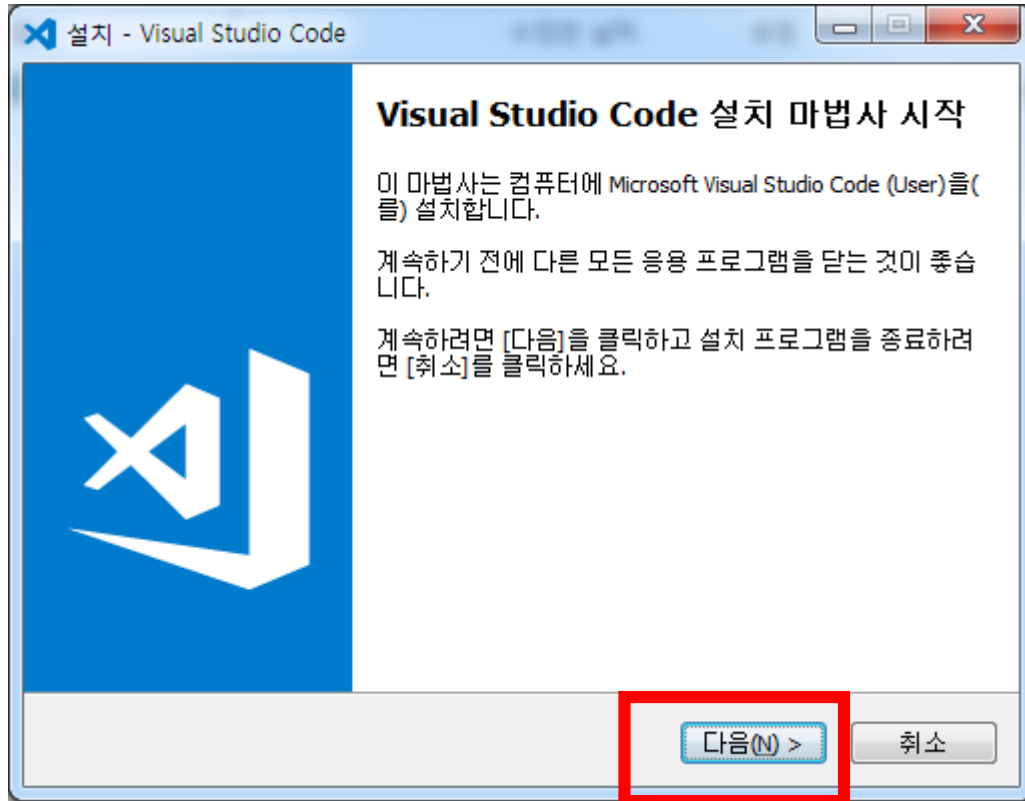 설치 - Visual Studio Code
Visual Studio Code 설치 마법사 시작
이 마법사는 컴퓨터에 Microsoft Visual Studio Code (User)을(
를) 설치합니다.
계속하기 전에 다른 모든 응용 프로그램을 닫는 것이 좋습
니다.
계속하려면 [다음]을 클릭하고 설치 프로그램을 종료하려
면 [취소]를 클릭하세요.
다음(N) >
취소